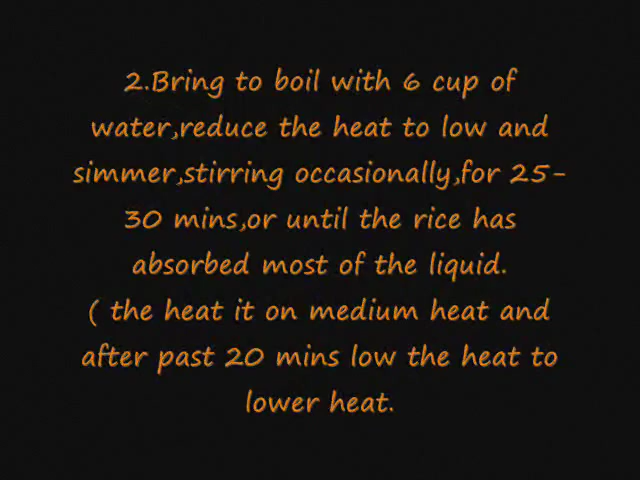 2.Bring to boil with 6 cup of
water,reduce the heat to low and
simmer,stirring occasionally,for 25-
30 mins,or until the rice has
absorbed most of the liquid.
( the heat it on medium heat and
after past 20 mins low the heat to
lower heat.